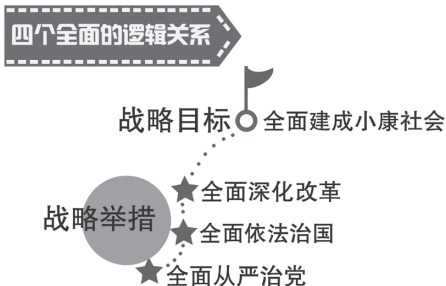 四个全面的逻辑关系
战略目标 全面建成小康社会
全面深化改革
战略举措 全面依法治国
全面从严治党